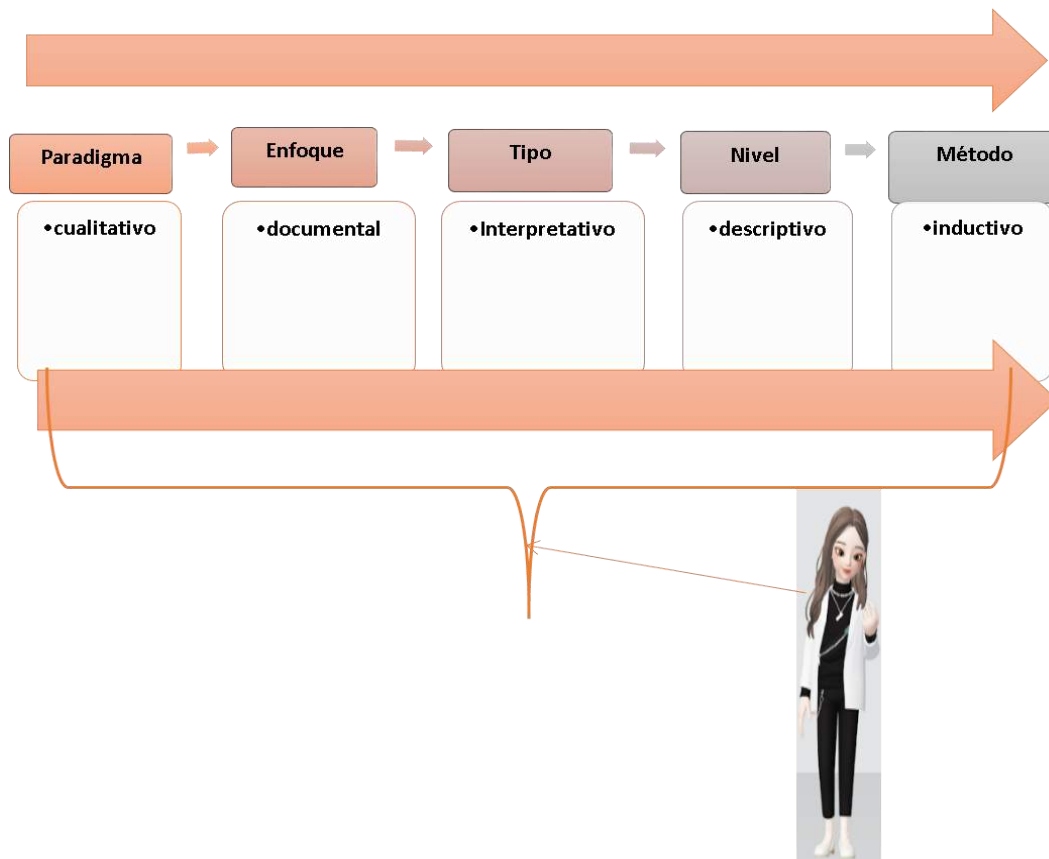 Paradigma
Enfoque
Tipo
Nivel
Método
•cualitativo
•documental
•Interpretativo
•descriptivo
•inductivo